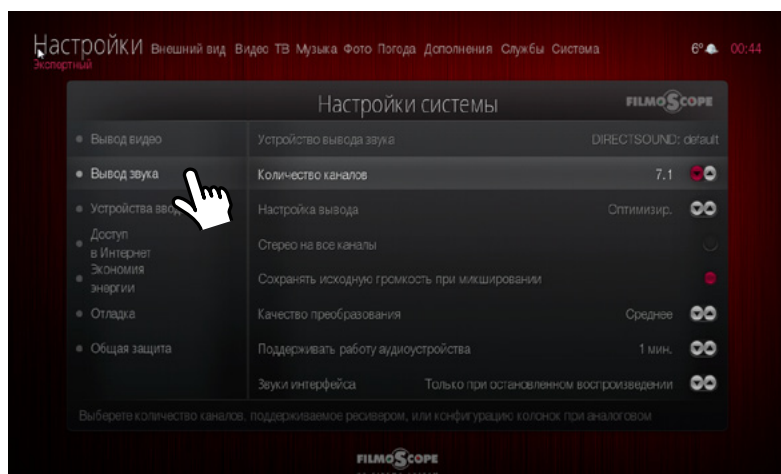 Настройки Внешний вид Видео ТВ Музыка Фото Погода Дополнения Службы Система 6° 00:44
Экспертный
Настройки системы FILMOSCOPE
Вывод видео
Устройство вывода звука DIRECTSOUND: default
Вывод звука
Количество каналов 7.1
Устройства ввод
Настройка вывода Оптимизир.
Доступ
в Интернет
Стерео на все каналы
Экономия
энергии
Сохранять исходную громкость при микшировании
Отладка
Качество преобразования Среднее
Общая защита
Поддерживать работу аудиоустройства 1 мин.
Звуки интерфейса Только при остановленном воспроизведении
Выберете количество каналов, поддерживаемое ресивером, или конфигурацию колонок при аналоговом
FILMOSCOPE